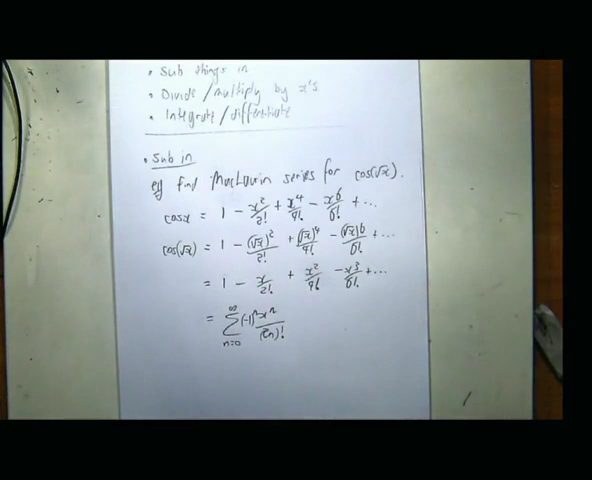 • Sub things in
• Divide/multiply by x's
• Integrate/differentiate
• Sub in
eg find Maclaurin series for cos(√x).
cosx = 1 - x²/2! + x⁴/4! - x⁶/6! + ...
cos(√x) = 1 - (√x)²/2! + (√x)⁴/4! - (√x)⁶/6! + ...
= 1 - x/2! + x²/4! - x³/6! + ...
= ∞∑n=0 (-1)ⁿ xⁿ/(2n)!